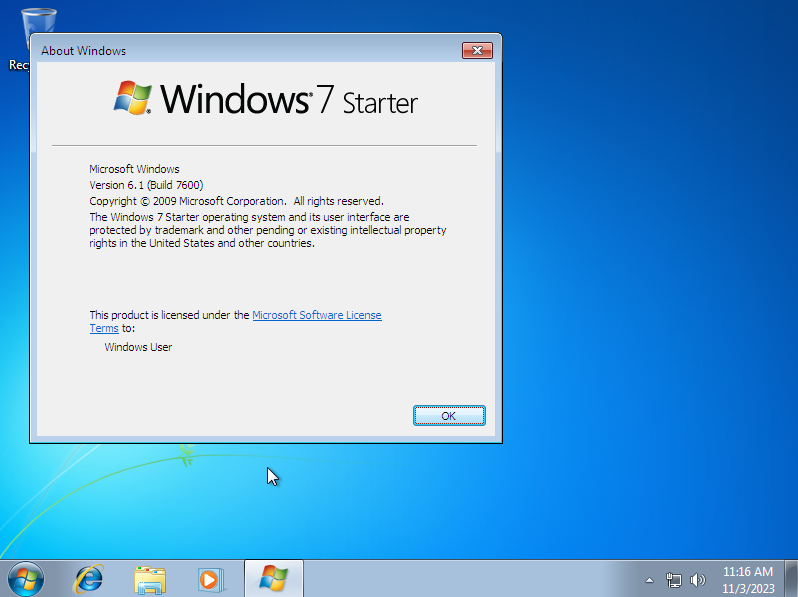 Rec
About Windows
Windows 7 Starter
Microsoft Windows
Version 6.1 (Build 7600)
Copyright © 2009 Microsoft Corporation.  All rights reserved.
The Windows 7 Starter operating system and its user interface are
protected by trademark and other pending or existing intellectual property
rights in the United States and other countries.
This product is licensed under the Microsoft Software License
Terms to:
Windows User
OK
11:16 AM
11/3/2023